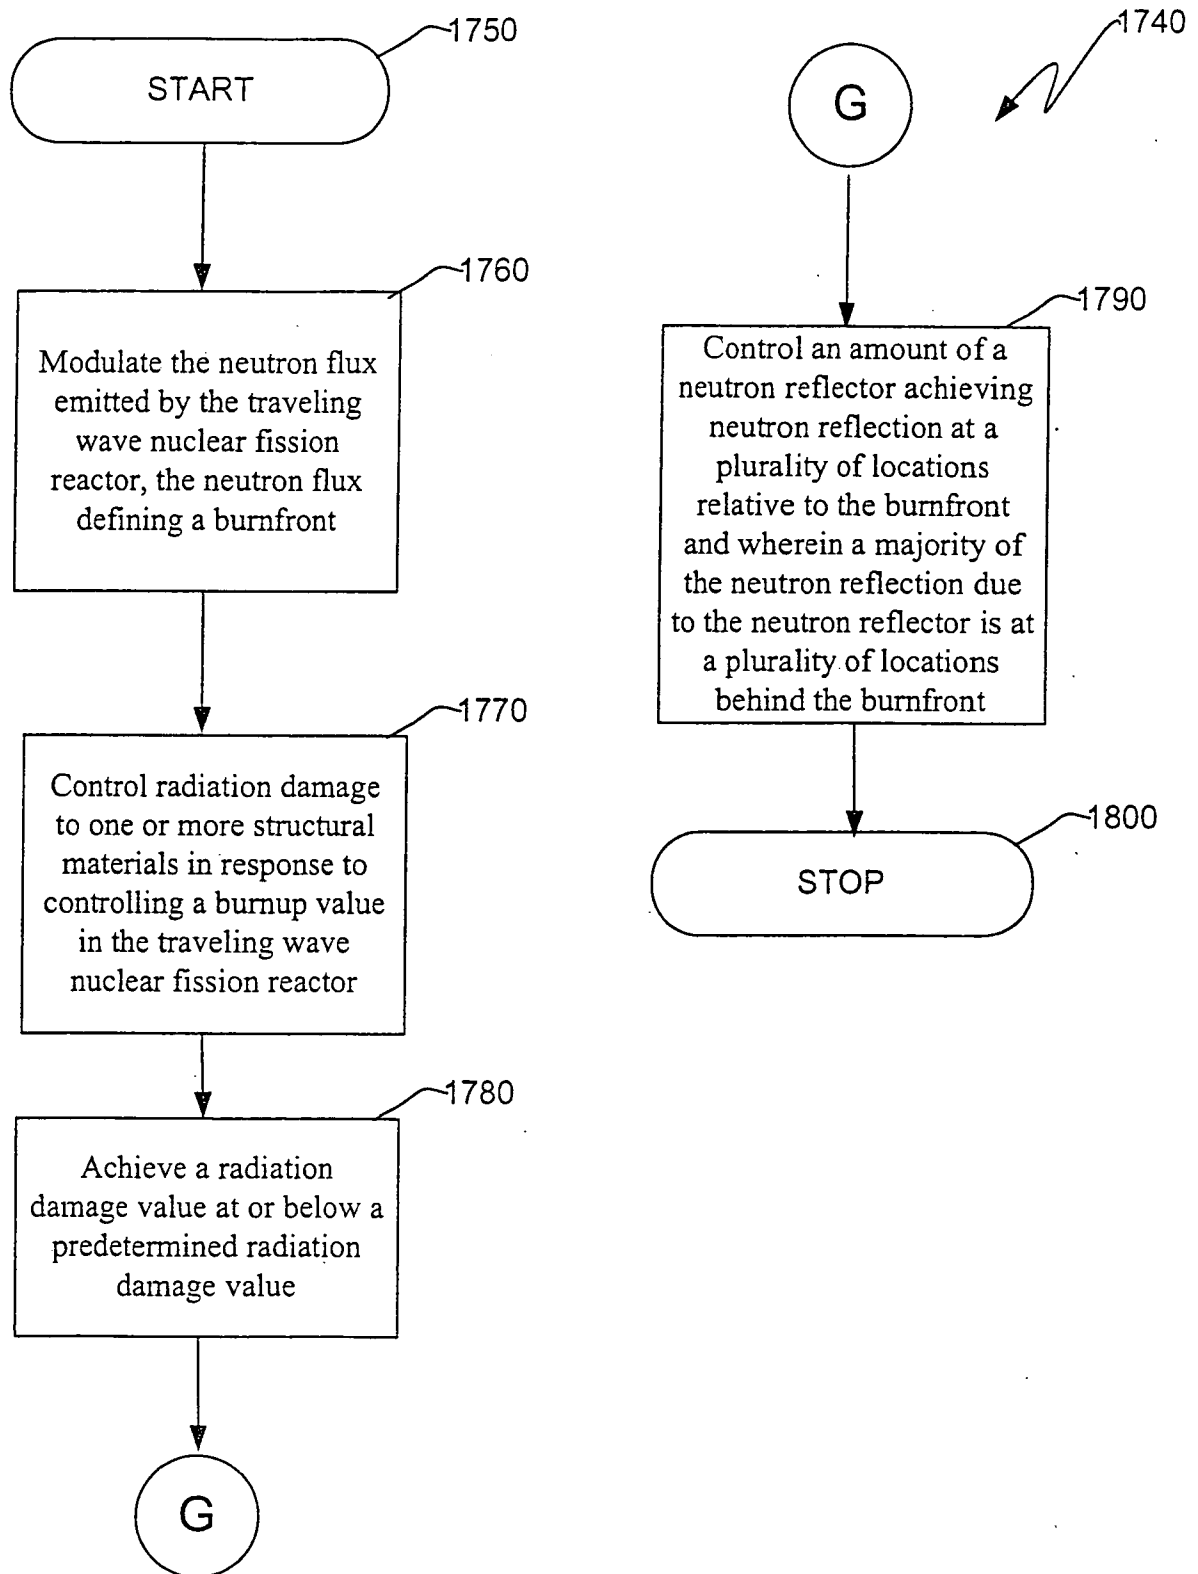 1750
START
1760
Modulate the neutron flux
emitted by the traveling
wave nuclear fission
reactor, the neutron flux
defining a burnfront
1770
Control radiation damage
to one or more structural
materials in response to
controlling a burnup value
in the traveling wave
nuclear fission reactor
1780
Achieve a radiation
damage value at or below a
predetermined radiation
damage value
G
1740
G
1790
Control an amount of a
neutron reflector achieving
neutron reflection at a
plurality of locations
relative to the burnfront
and wherein a majority of
the neutron reflection due
to the neutron reflector is at
a plurality of locations
behind the burnfront
1800
STOP